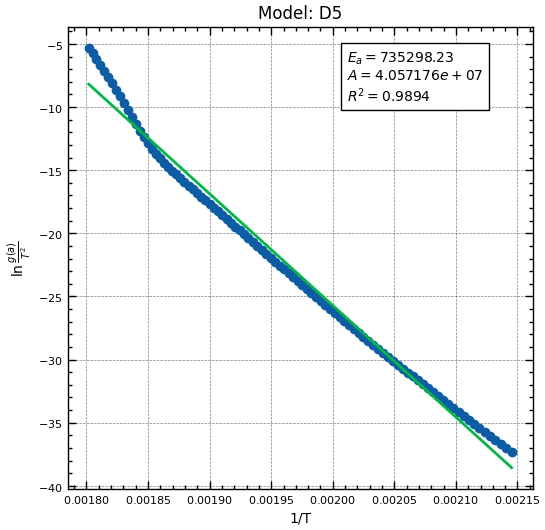 Model: D5
E_a = 735298.23
A = 4.057176e + 07
R^2 = 0.9894
−5
−10
−15
−20
−25
−30
−35
−40
ln g(a)/T^2
0.00180 0.00185 0.00190 0.00195 0.00200 0.00205 0.00210 0.00215
1/T